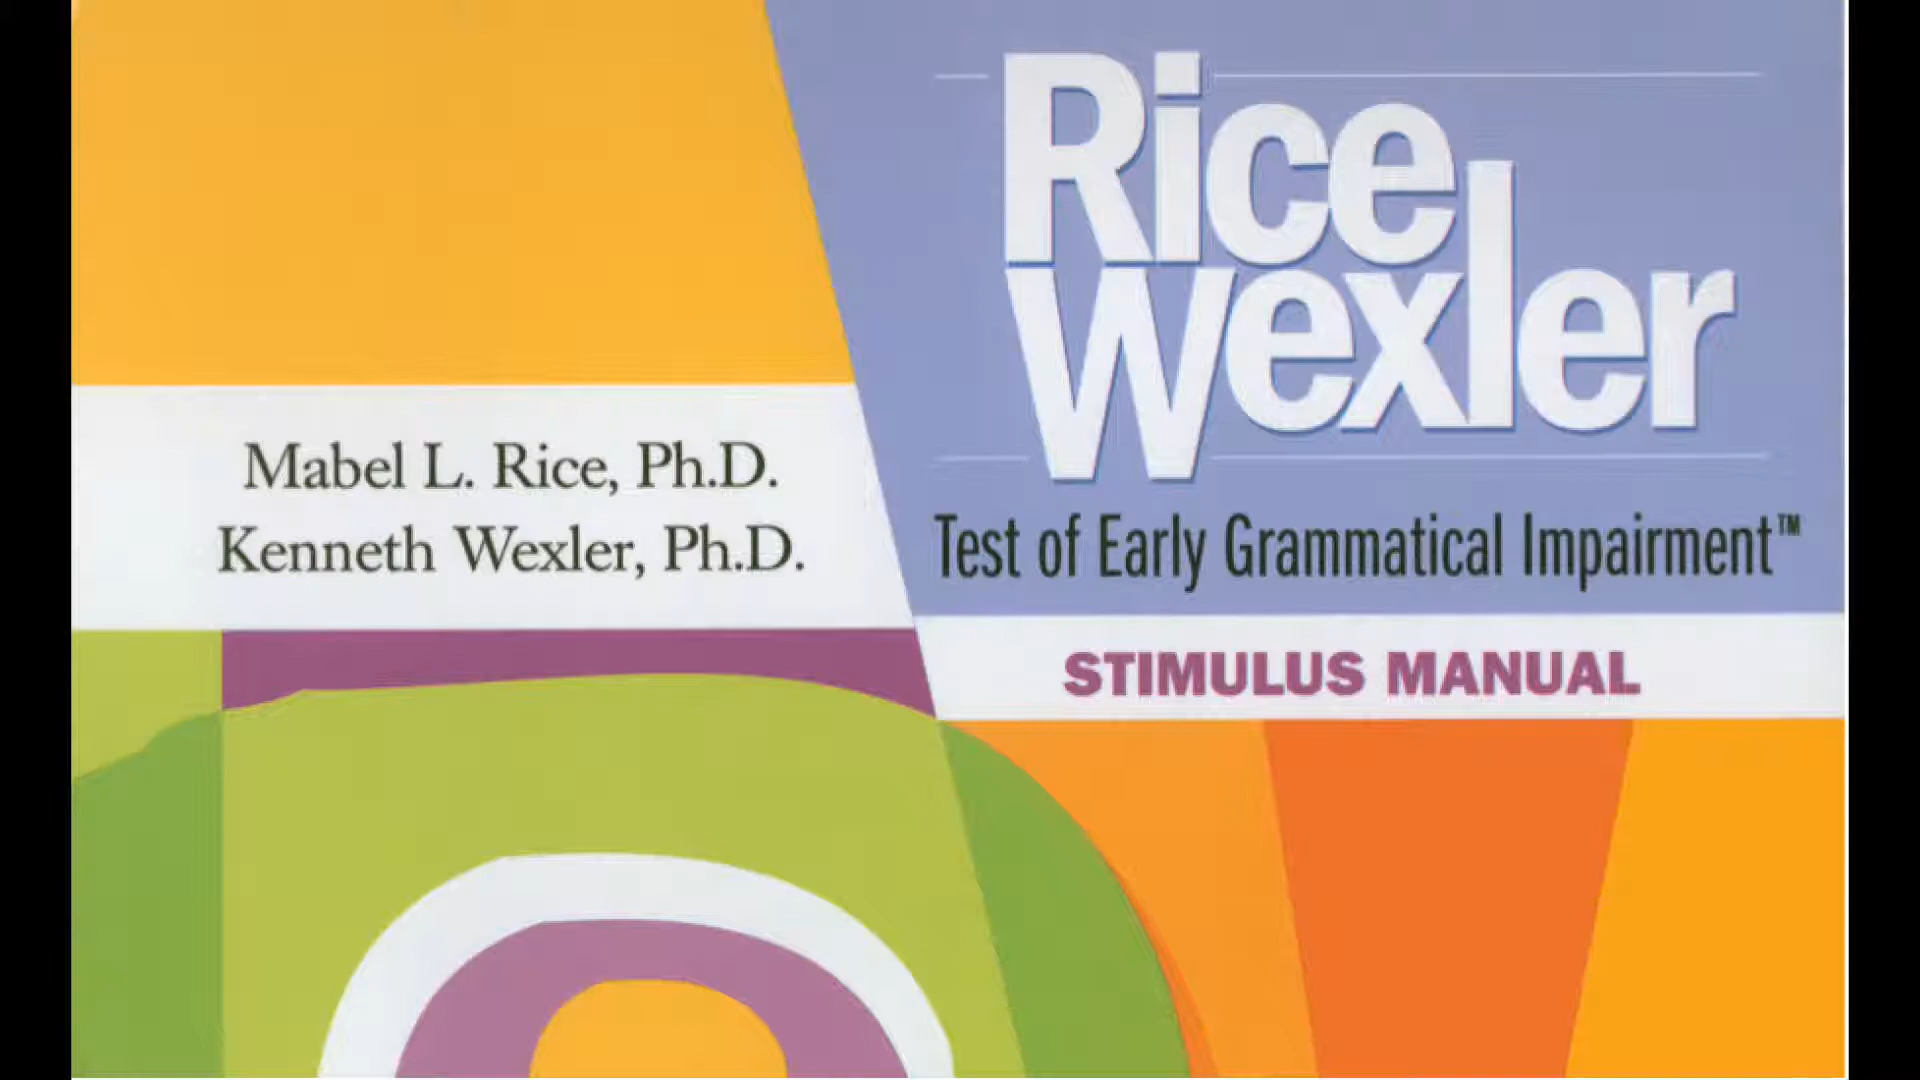 Rice
Wexler
Test of Early Grammatical Impairment™
STIMULUS MANUAL
Mabel L. Rice, Ph.D.
Kenneth Wexler, Ph.D.